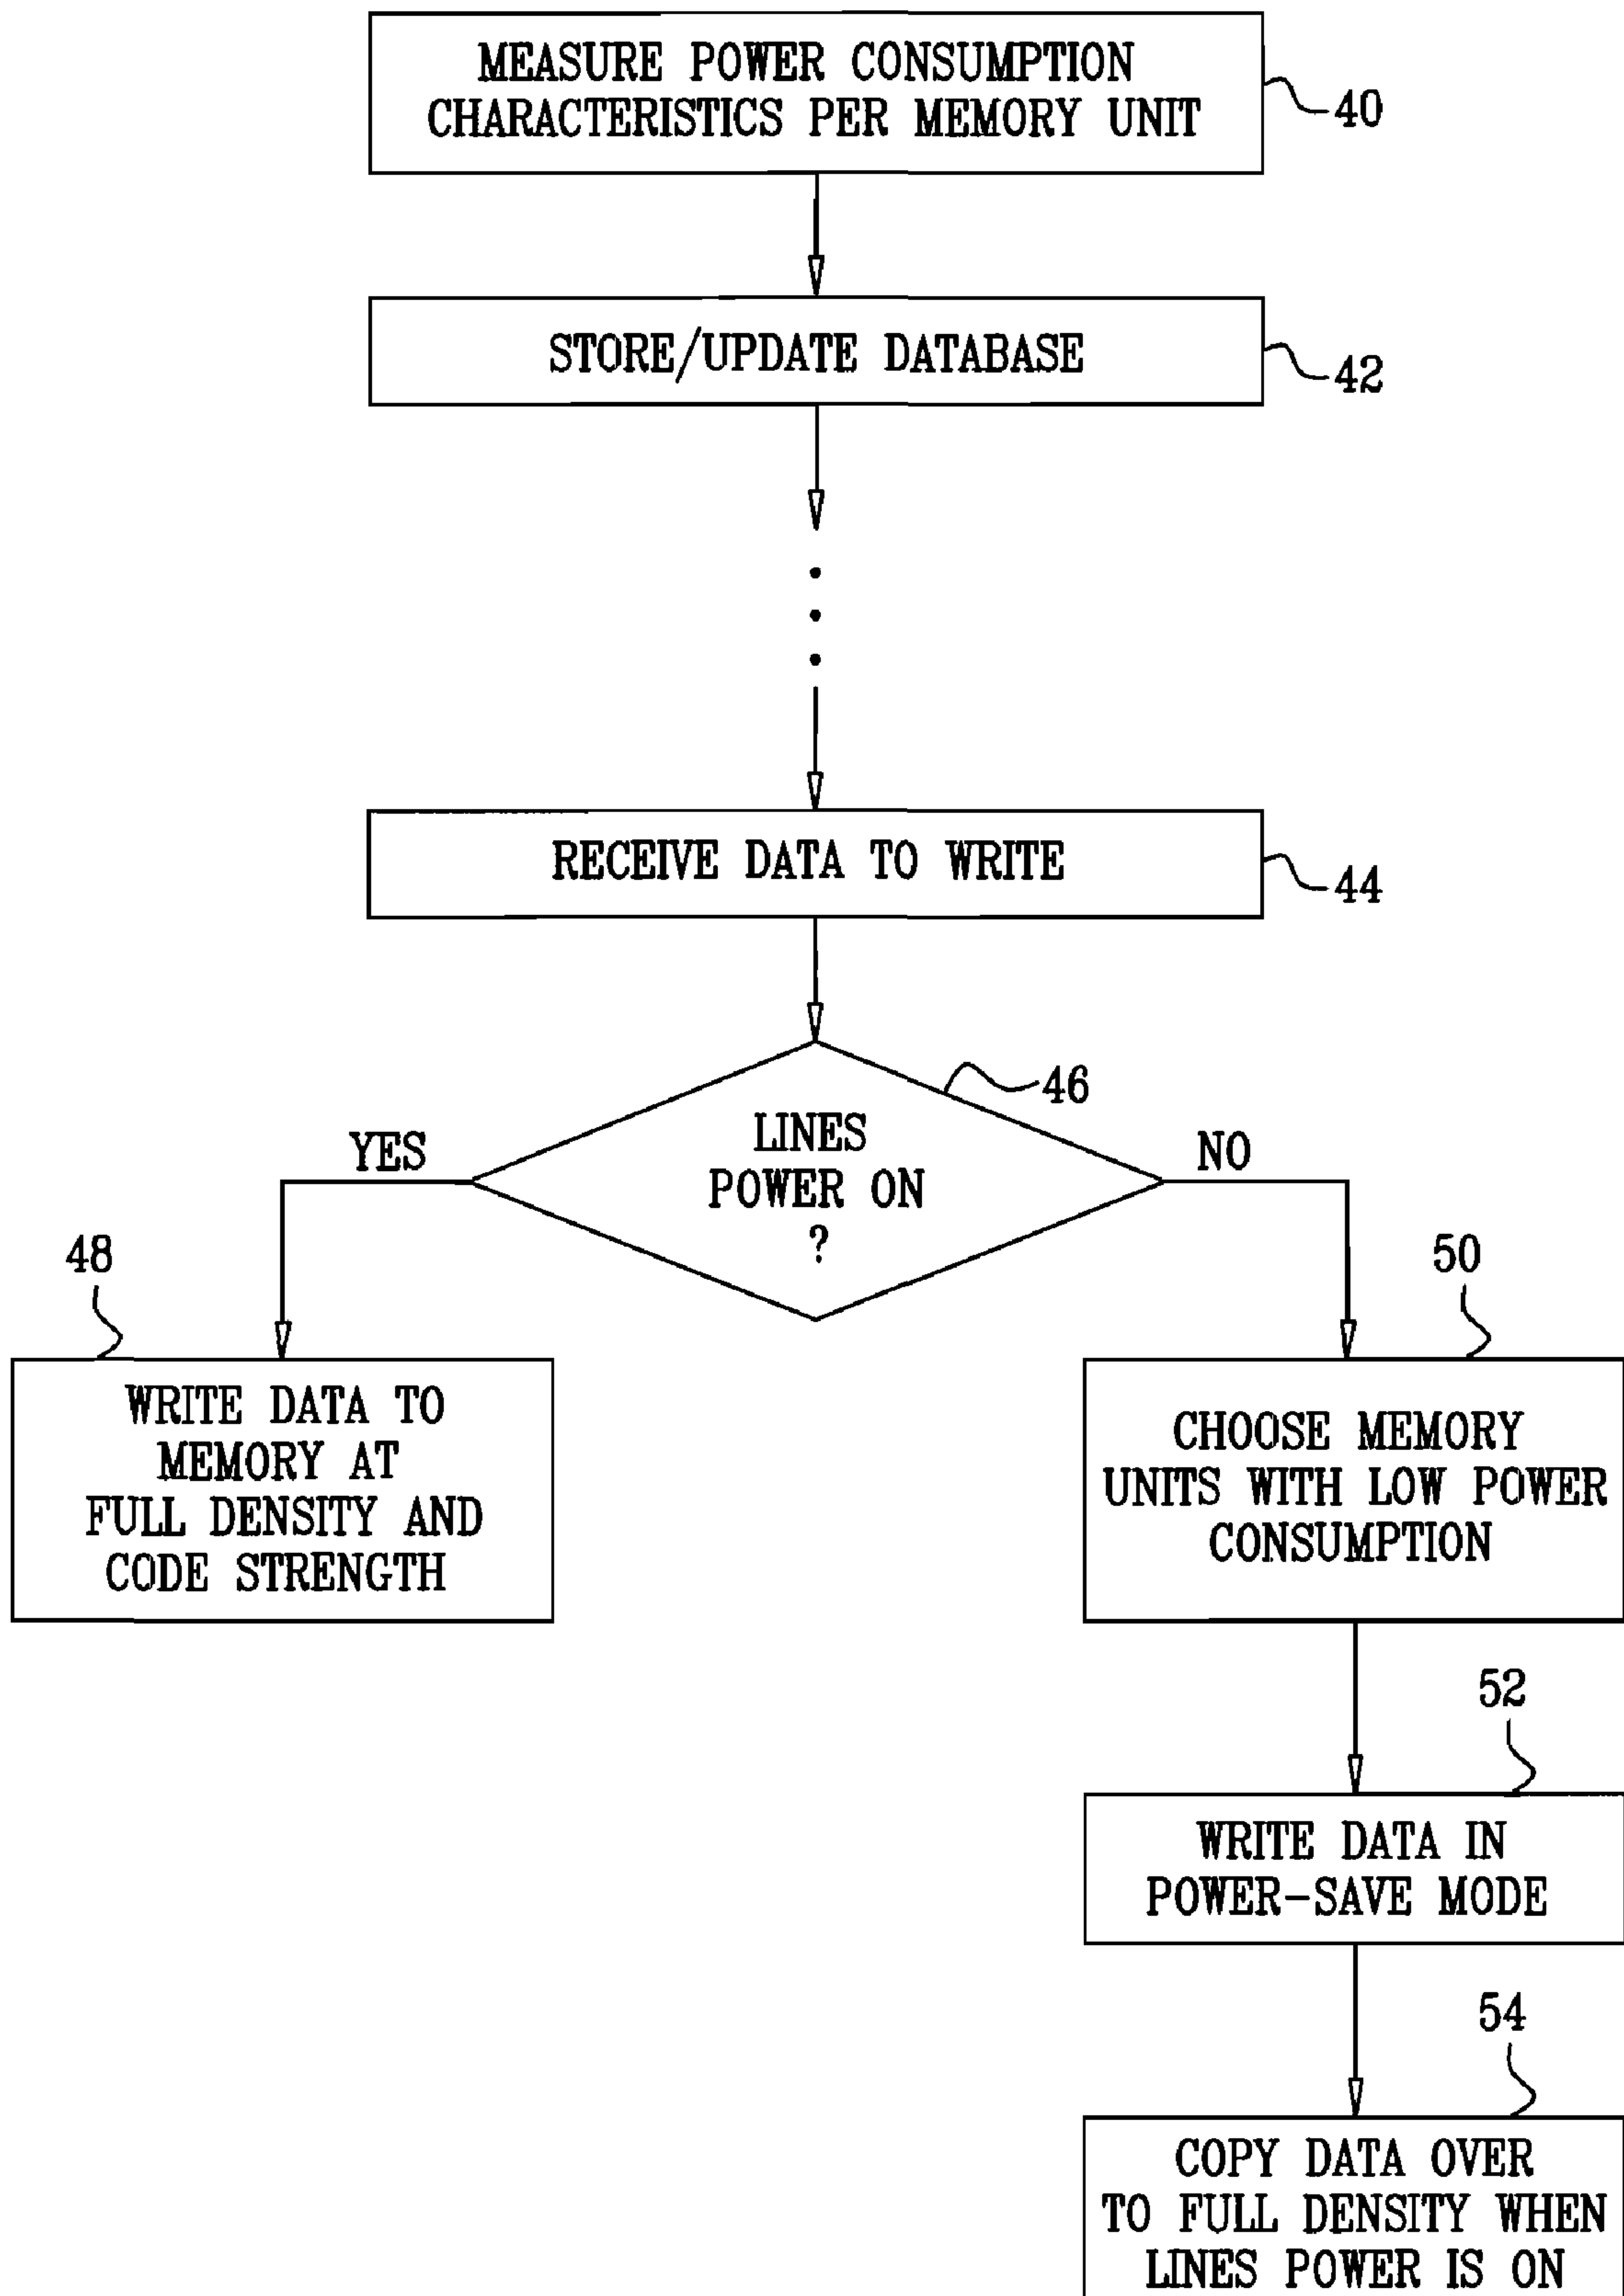 MEASURE POWER CONSUMPTION
CHARACTERISTICS PER MEMORY UNIT
40
STORE/UPDATE DATABASE
42
RECEIVE DATA TO WRITE
44
46
LINES
POWER ON
?
YES
NO
48
WRITE DATA TO
MEMORY AT
FULL DENSITY AND
CODE STRENGTH
50
CHOOSE MEMORY
UNITS WITH LOW POWER
CONSUMPTION
52
WRITE DATA IN
POWER-SAVE MODE
54
COPY DATA OVER
TO FULL DENSITY WHEN
LINES POWER IS ON